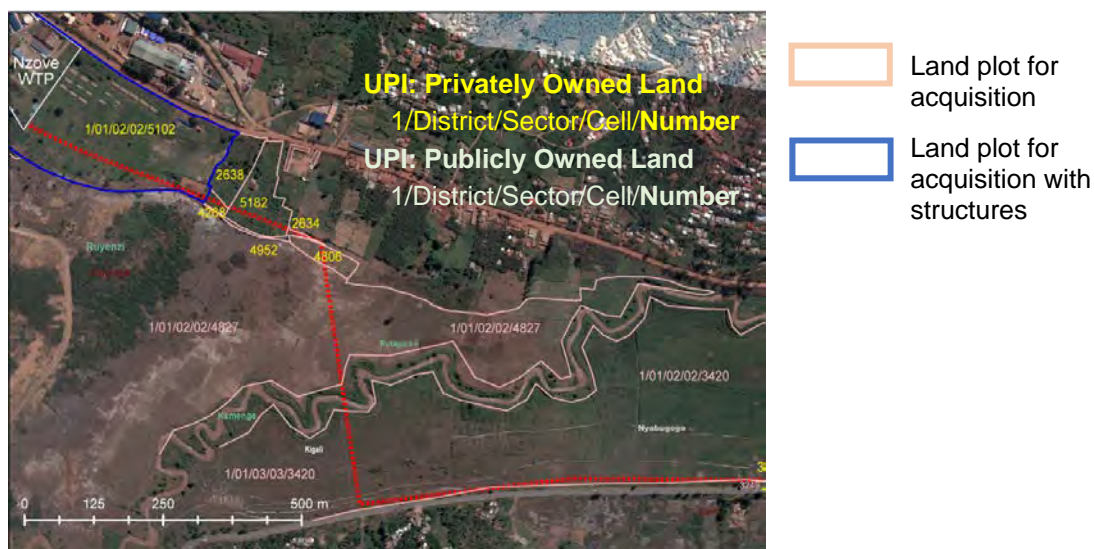 Nzove
WTP
UPI: Privately Owned Land
1/District/Sector/Cell/Number
UPI: Publicly Owned Land
1/District/Sector/Cell/Number
Land plot for
acquisition
Land plot for
acquisition with
structures
1/01/02/02/5102
2638
5182
4268
2634
4952
4806
Ruyenzi
1/01/02/02/4827
1/01/02/02/4827
1/01/02/02/3420
Kamenge
Nyabugogo
Kigali
1/01/03/03/3420
0 125 250 500 m